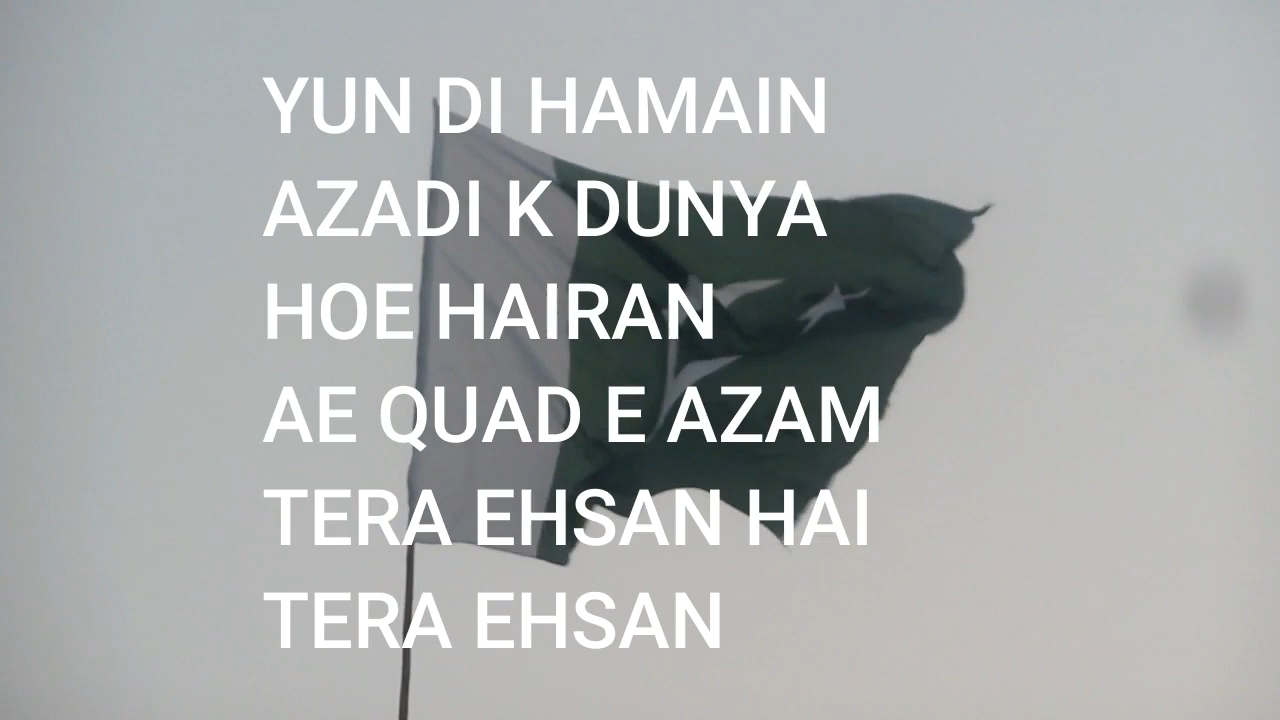 YUN DI HAMAIN
AZADI K DUNYA
HOE HAIRAN
AE QUAD E AZAM
TERA EHSAN HAI
TERA EHSAN